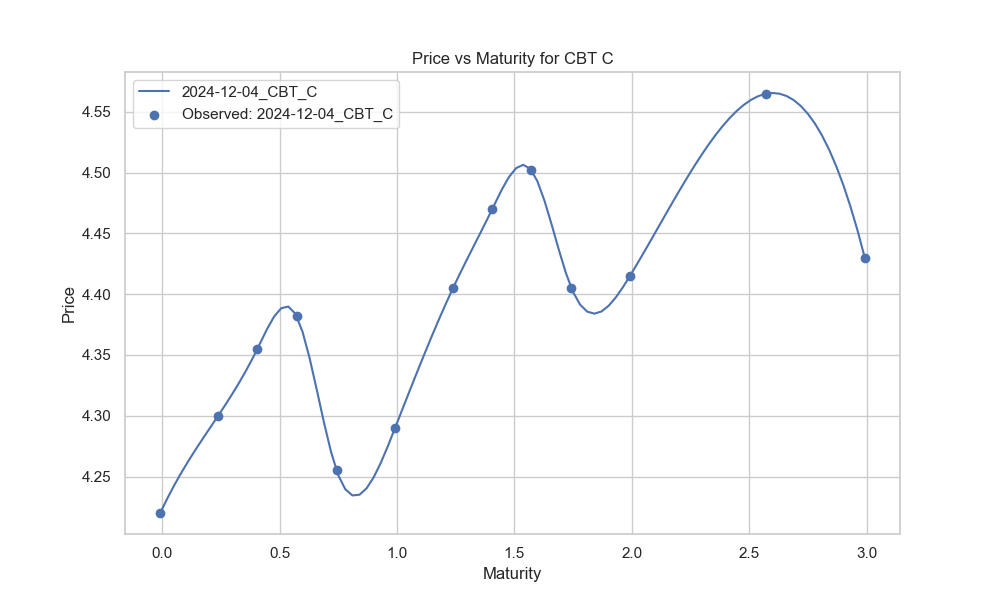 Price vs Maturity for CBT C
2024-12-04_CBT_C
Observed: 2024-12-04_CBT_C
Price
4.55
4.50
4.45
4.40
4.35
4.30
4.25
0.0 0.5 1.0 1.5 2.0 2.5 3.0
Maturity